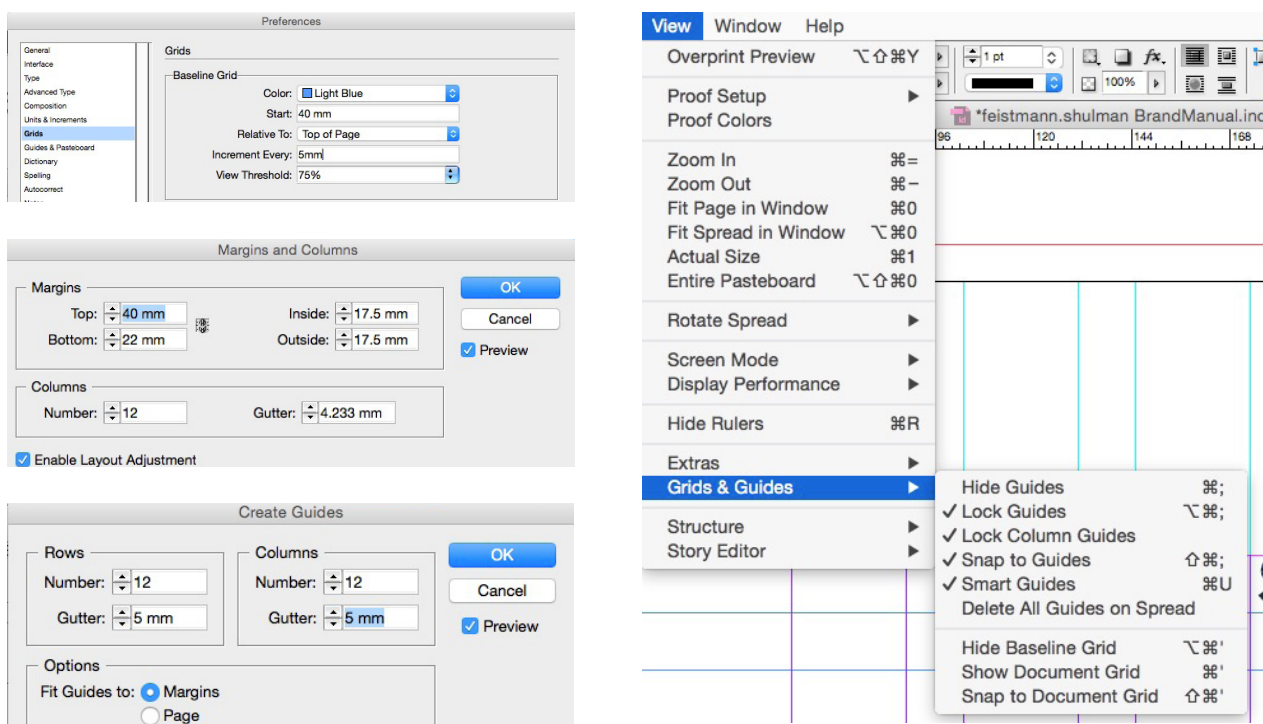 Preferences
General
Interface
Type
Advanced Type
Composition
Units & Increments
Grids
Guides & Pasteboard
Dictionary
Spelling
Autocorrect
Grids
Baseline Grid
Color: Light Blue
Start: 40 mm
Relative To: Top of Page
Increment Every: 5mm
View Threshold: 75%
Margins and Columns
Margins
Top: 40 mm
Bottom: 22 mm
Inside: 17.5 mm
Outside: 17.5 mm
OK
Cancel
Preview
Columns
Number: 12
Gutter: 4.233 mm
Enable Layout Adjustment
Create Guides
Rows
Number: 12
Gutter: 5 mm
Columns
Number: 12
Gutter: 5 mm
OK
Cancel
Preview
Options
Fit Guides to: Margins
Page
View Window Help
Overprint Preview ⌥⇧⌘Y
Proof Setup
Proof Colors
Zoom In ⌘=
Zoom Out ⌘−
Fit Page in Window ⌘0
Fit Spread in Window ⌥⌘0
Actual Size ⌘1
Entire Pasteboard ⌥⇧⌘0
Rotate Spread
Screen Mode
Display Performance
Hide Rulers ⌘R
Extras
Grids & Guides
Structure
Story Editor
1 pt
fx.
100%
*feistmann.shulman BrandManual.ind
96 120 144 168
Hide Guides ⌘;
✓ Lock Guides ⌥⌘;
✓ Lock Column Guides
✓ Snap to Guides ⇧⌘;
✓ Smart Guides ⌘U
Delete All Guides on Spread
Hide Baseline Grid ⌥⌘'
Show Document Grid ⌘'
Snap to Document Grid ⇧⌘'